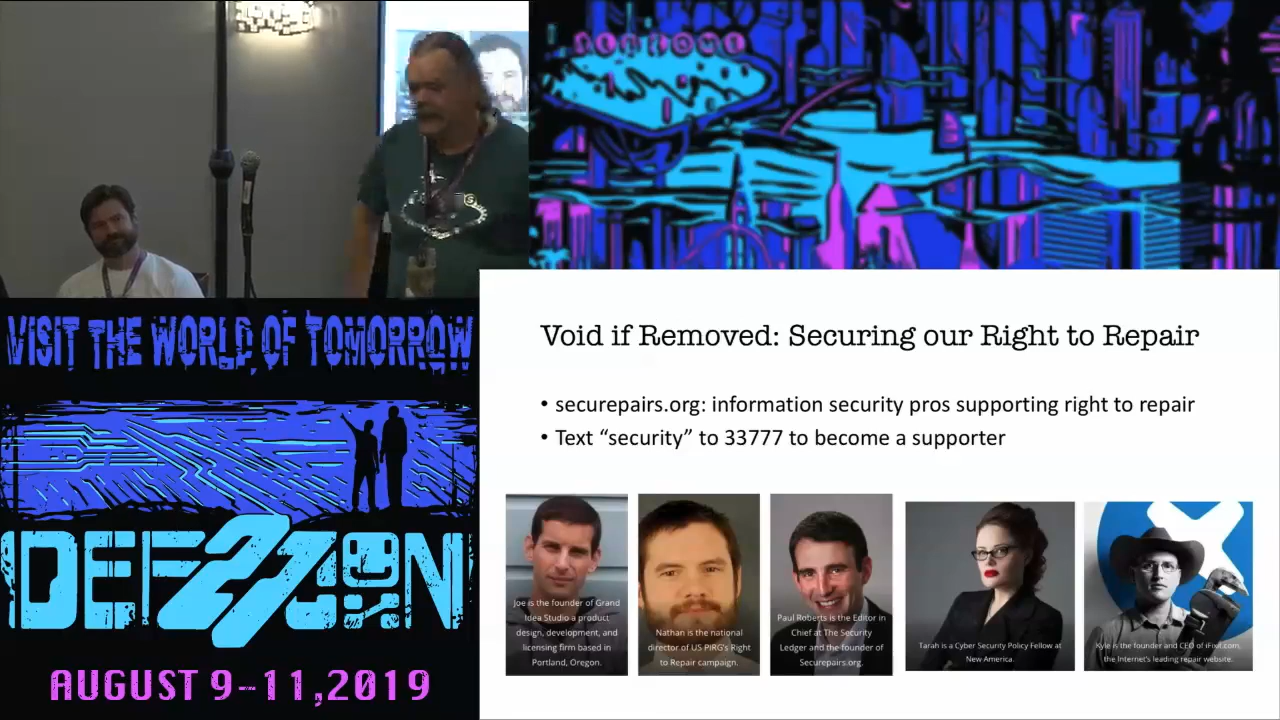 WELCOME
VISIT THE WORLD OF TOMORROW
DEF27CON
AUGUST 9-11,2019
Void if Removed: Securing our Right to Repair
• securepairs.org: information security pros supporting right to repair
• Text “security” to 33777 to become a supporter
Joe is the founder of Grand
Idea Studio a product
design, development, and
licensing firm based in
Portland, Oregon.
Nathan is the national
director of US PIRG's Right
to Repair campaign.
Paul Roberts is the Editor in
Chief at The Security
Ledger and the founder of
Securepairs.org.
Tarah is a Cyber Security Policy Fellow at
New America.
Kyle is the founder and CEO of iFixit.com,
the Internet's leading repair website.